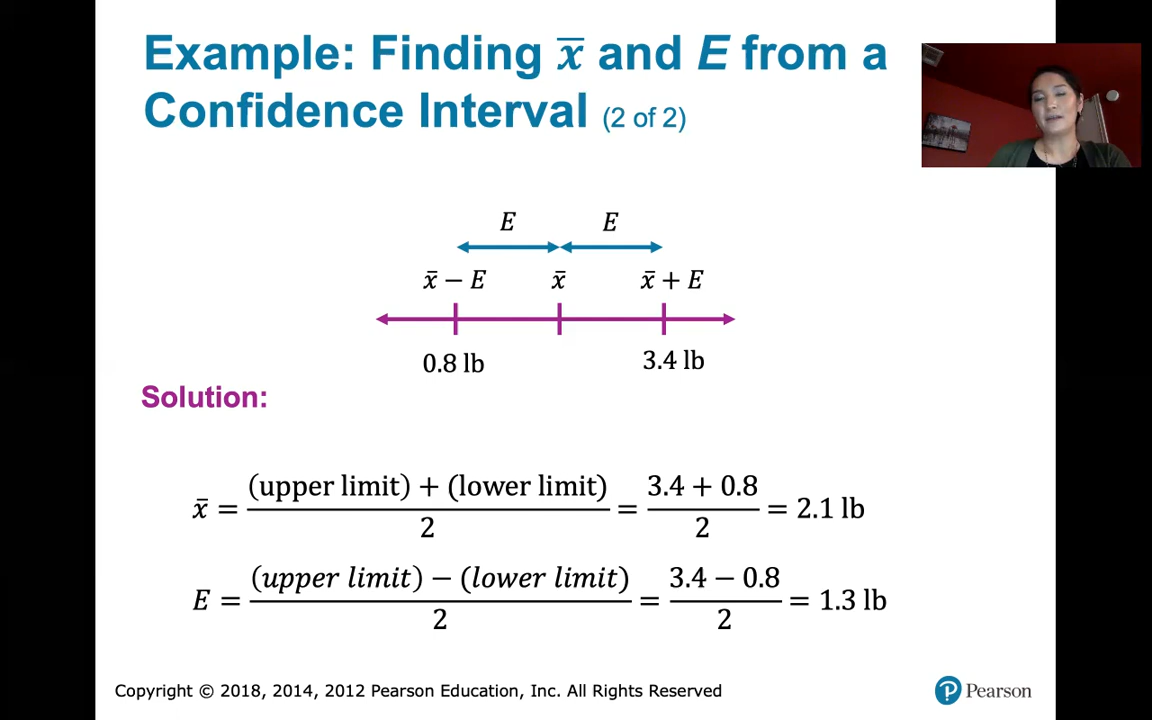 Example: Finding x̄ and E from a
Confidence Interval (2 of 2)
E E
x̄ − E x̄ x̄ + E
0.8 lb 3.4 lb
Solution:
x̄ = (upper limit) + (lower limit) / 2 = 3.4 + 0.8 / 2 = 2.1 lb
E = (upper limit) − (lower limit) / 2 = 3.4 − 0.8 / 2 = 1.3 lb
Copyright © 2018, 2014, 2012 Pearson Education, Inc. All Rights Reserved
Pearson